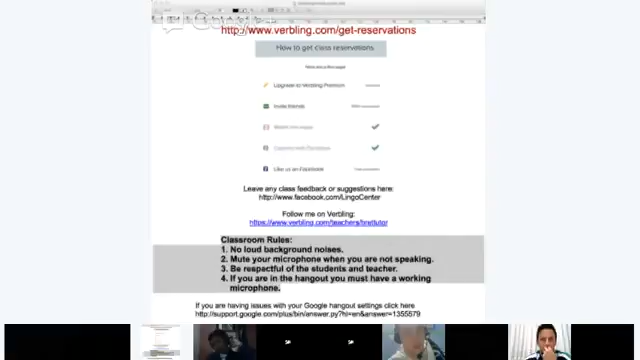 http://www.verbling.com/get-reservations
How to get class reservations
Upgrade to Verbling Premium
Invite friends
Like us on Facebook
Leave any class feedback or suggestions here:
http://www.facebook.com/LingoCenter
Follow me on Verbling:
https://www.verbling.com/teachers/brettutor
Classroom Rules:
1. No loud background noises.
2. Mute your microphone when you are not speaking.
3. Be respectful of the students and teacher.
4. If you are in the hangout you must have a working
microphone.
If you are having issues with your Google hangout settings click here
http://support.google.com/plus/bin/answer.py?hl=en&answer=1355579